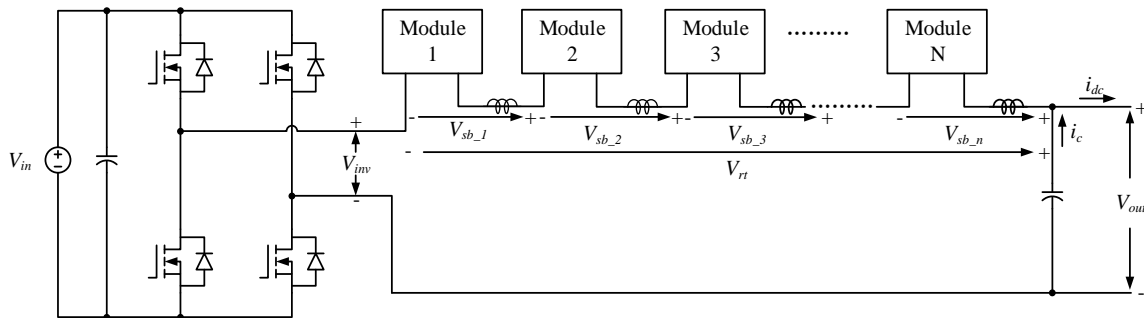 Module 1
Module 2
Module 3
.........
Module N
i_dc
+
V_in
+
-
V_inv
+
-
- V_sb_1 +
- V_sb_2 +
- V_sb_3 +
- V_sb_n +
i_c
- V_rt +
V_out
+
-